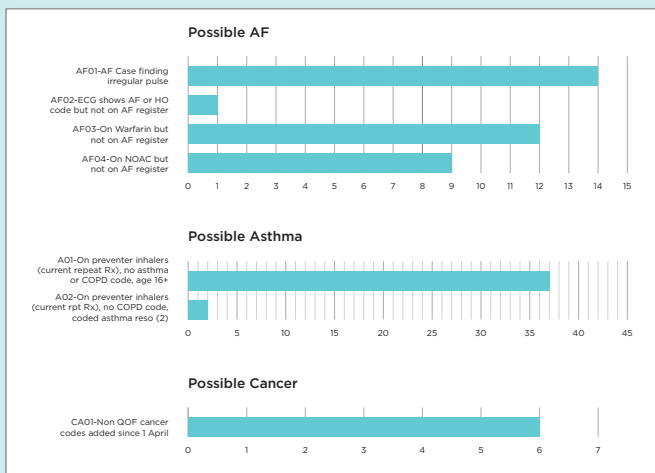 Possible AF
AF01-AF Case finding
irregular pulse
AF02-ECG shows AF or HO
code but not on AF register
AF03-On Warfarin but
not on AF register
AF04-On NOAC but
not on AF register
0 1 2 3 4 5 6 7 8 9 10 11 12 13 14 15
Possible Asthma
A01-On preventer inhalers
(current repeat Rx), no asthma
or COPD code, age 16+
A02-On preventer inhalers
(current rpt Rx), no COPD code,
coded asthma reso (2)
0 5 10 15 20 25 30 35 40 45
Possible Cancer
CA01-Non QOF cancer
codes added since 1 April
0 1 2 3 4 5 6 7